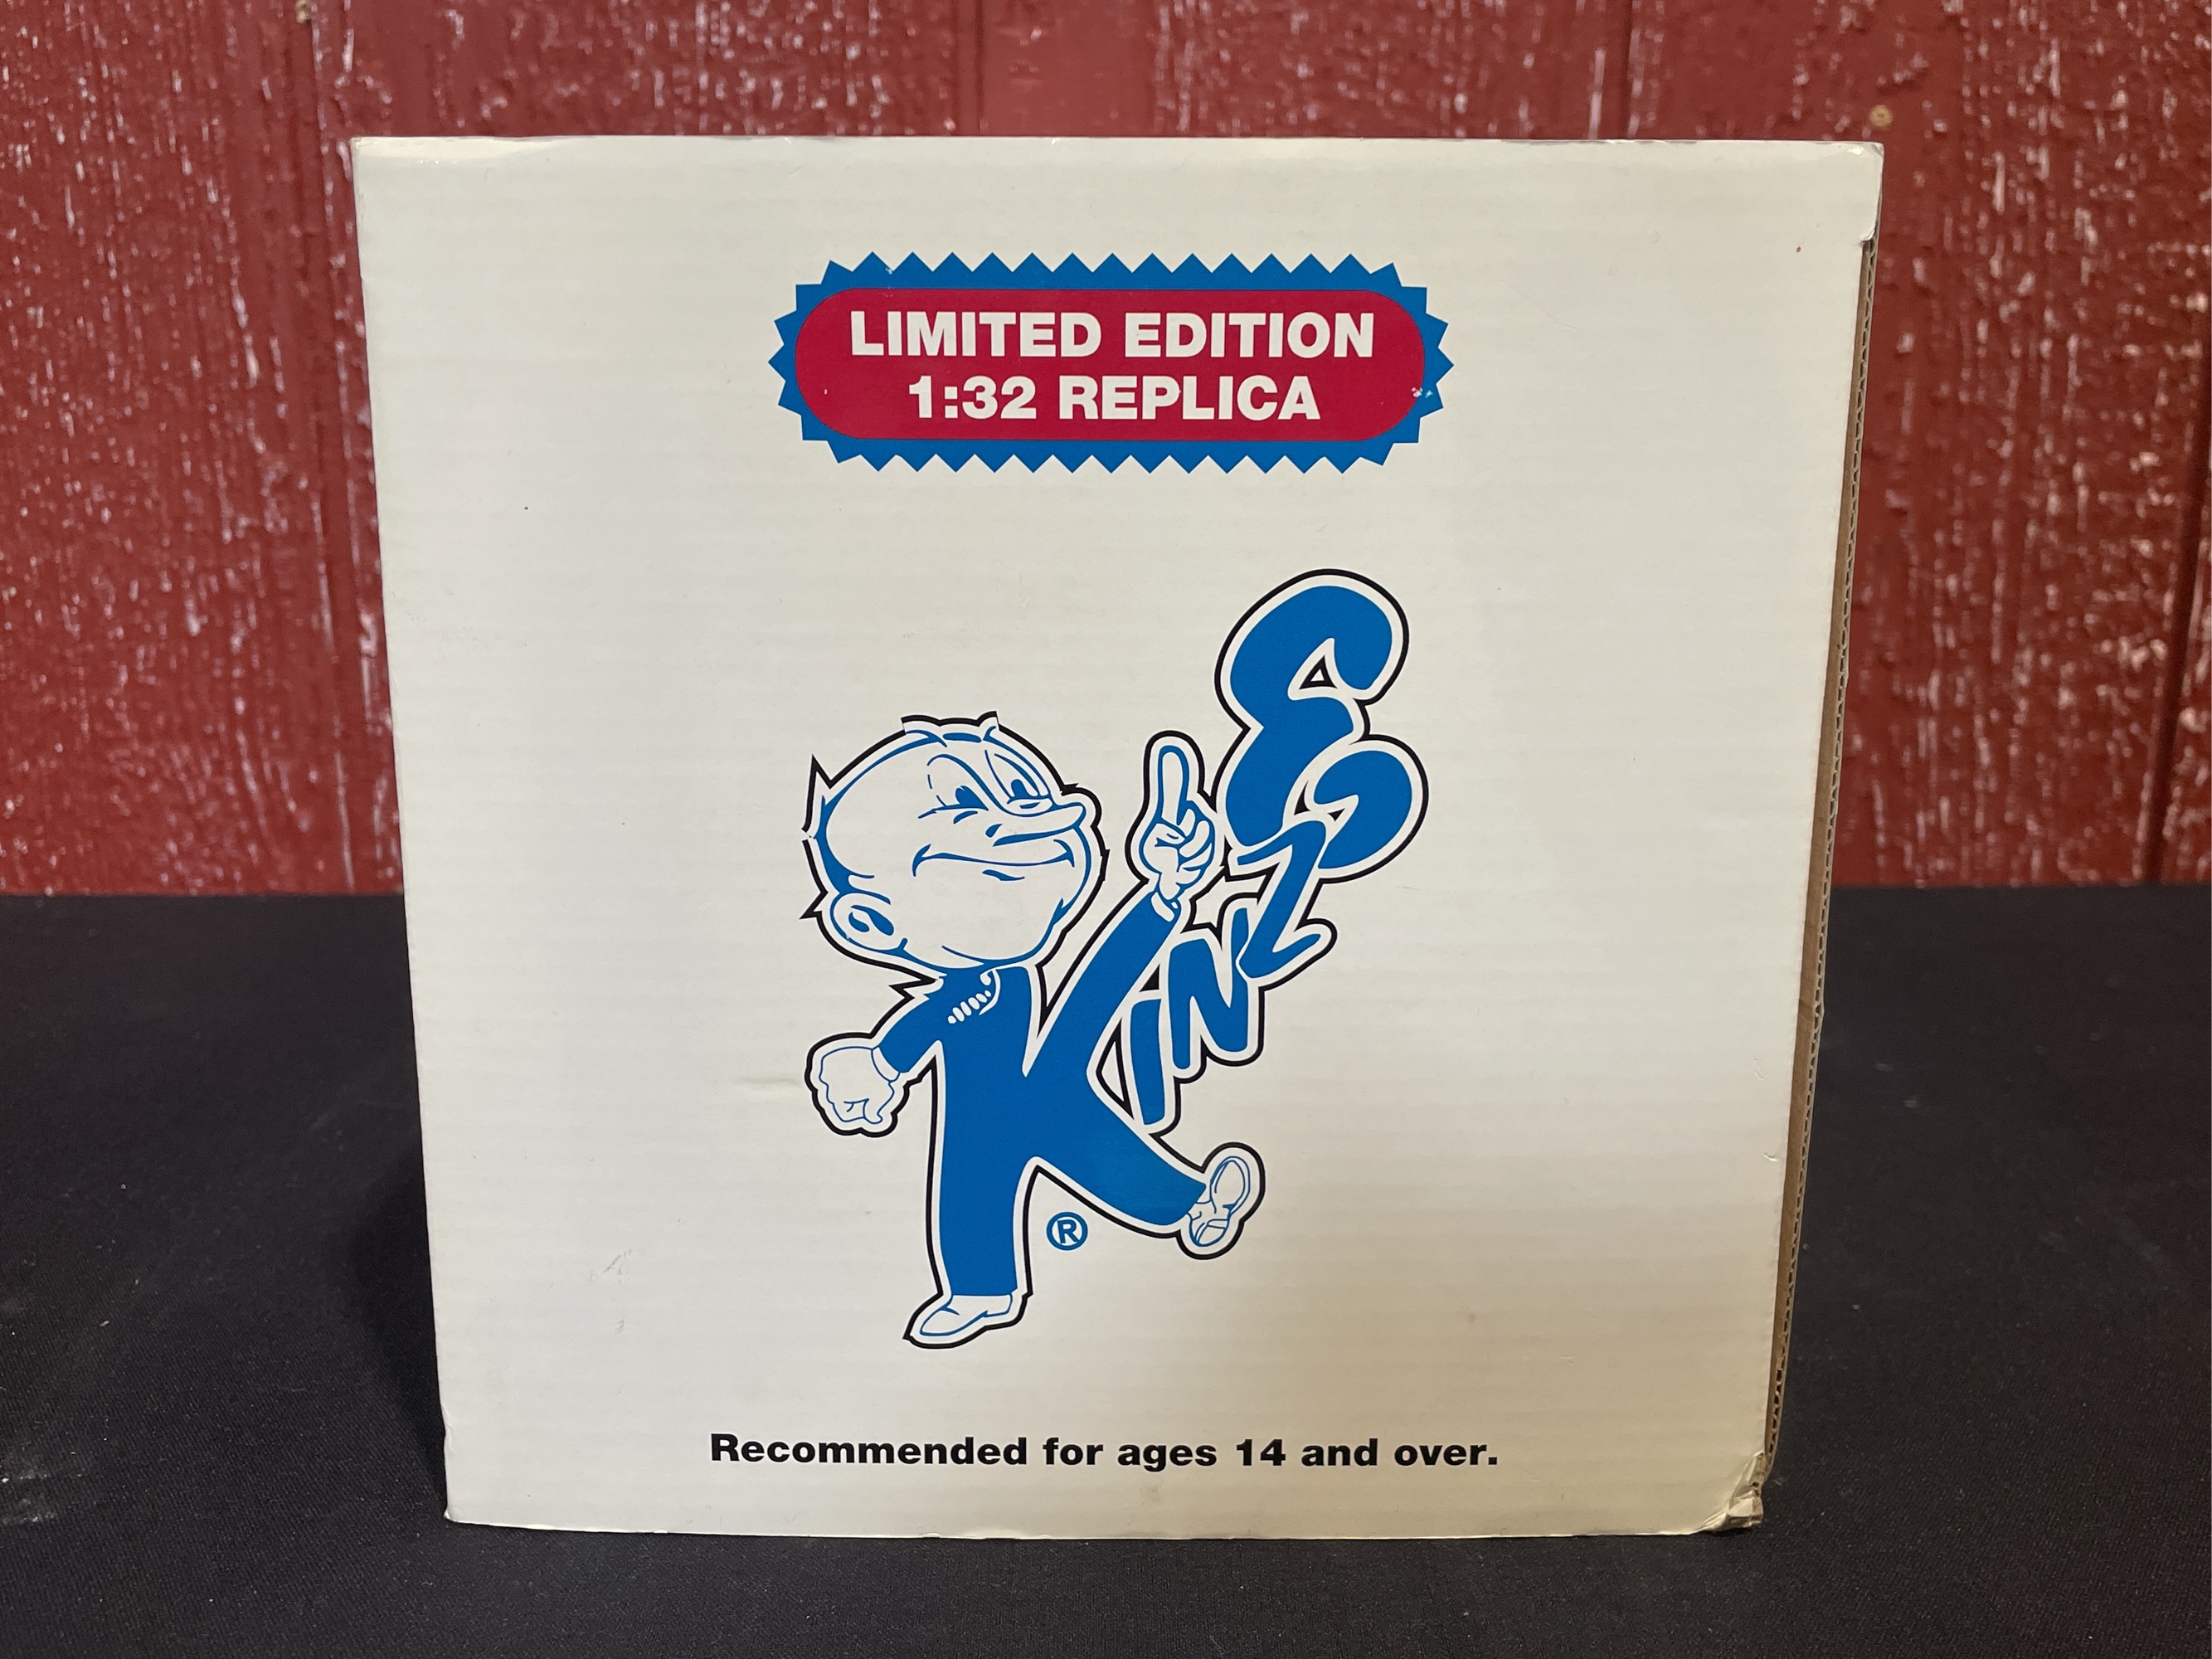 LIMITED EDITION
1:32 REPLICA
KINZE
®
Recommended for ages 14 and over.